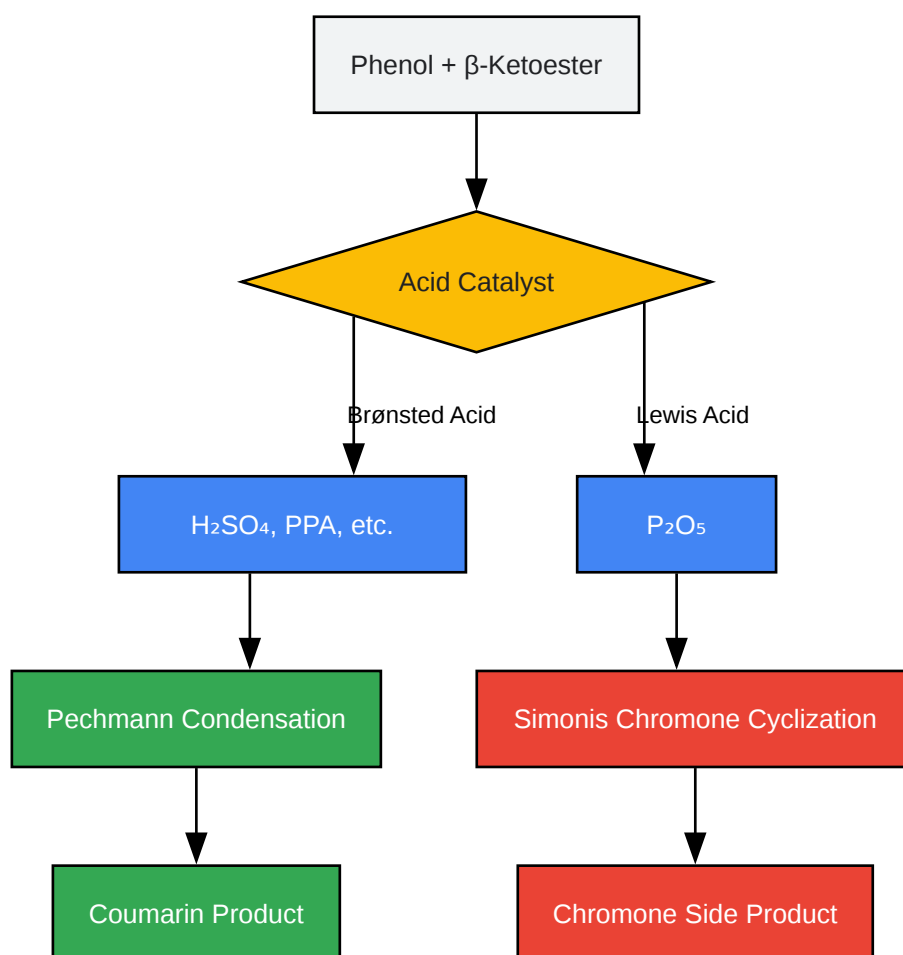 Phenol + β-Ketoester
Acid Catalyst
Brønsted Acid
Lewis Acid
H₂SO₄, PPA, etc.
P₂O₅
Pechmann Condensation
Simonis Chromone Cyclization
Coumarin Product
Chromone Side Product